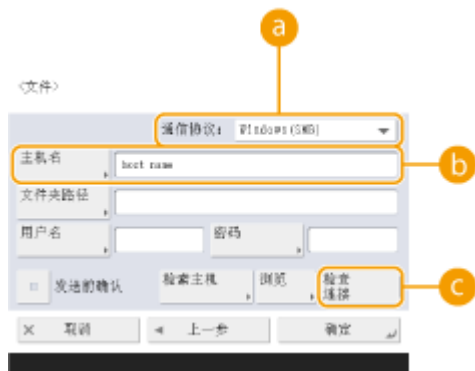 a
<文件>
通信协议: Windows(SMB)
主机名 host name
b
文件夹路径
用户名 密码
发送前确认 检索主机 浏览 检查连接
c
× 取消 ◄ 上一步 确定